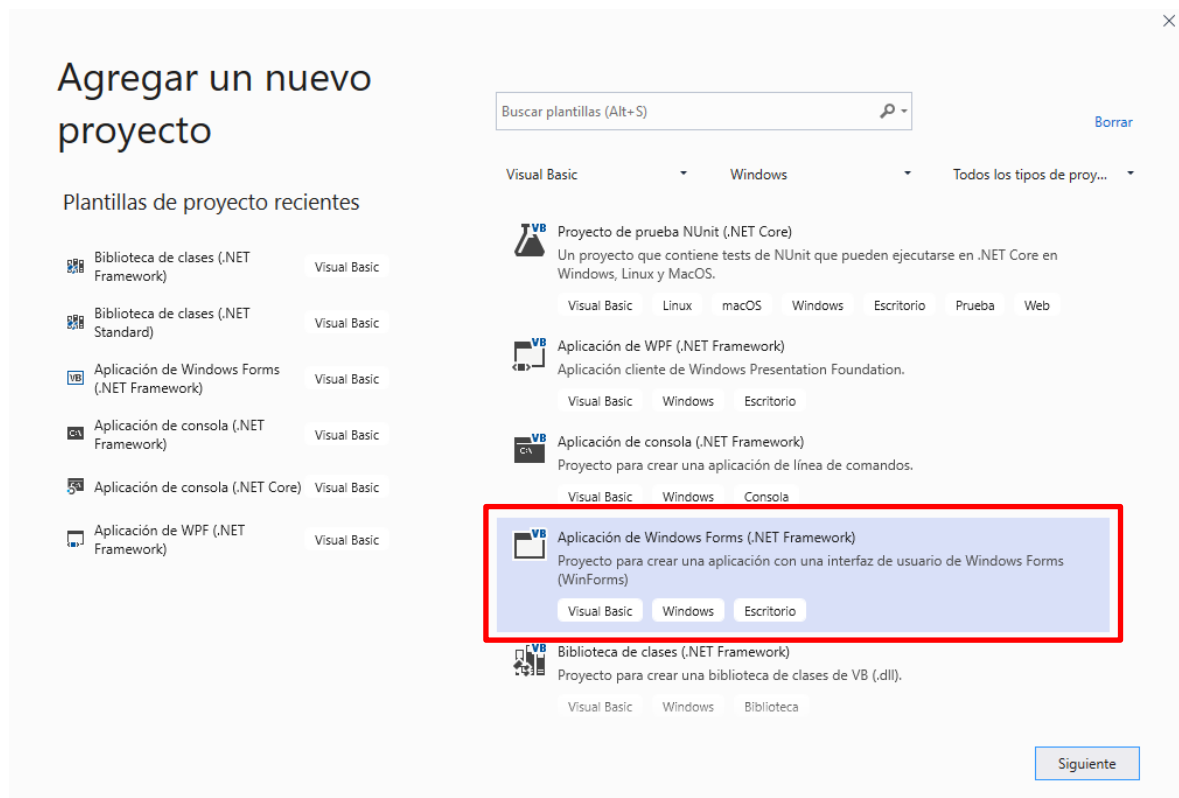 Agregar un nuevo
proyecto
Plantillas de proyecto recientes
Biblioteca de clases (.NET
Framework)
Visual Basic
Biblioteca de clases (.NET
Standard)
Visual Basic
VB
Aplicación de Windows Forms
(.NET Framework)
Visual Basic
C:\
Aplicación de consola (.NET
Framework)
Visual Basic
Aplicación de consola (.NET Core)
Visual Basic
Aplicación de WPF (.NET
Framework)
Visual Basic
Buscar plantillas (Alt+S)
Borrar
Visual Basic
Windows
Todos los tipos de proy...
VB
Proyecto de prueba NUnit (.NET Core)
Un proyecto que contiene tests de NUnit que pueden ejecutarse en .NET Core en
Windows, Linux y MacOS.
Visual Basic Linux macOS Windows Escritorio Prueba Web
VB
Aplicación de WPF (.NET Framework)
Aplicación cliente de Windows Presentation Foundation.
Visual Basic Windows Escritorio
VB
C:\
Aplicación de consola (.NET Framework)
Proyecto para crear una aplicación de línea de comandos.
Visual Basic Windows Consola
VB
Aplicación de Windows Forms (.NET Framework)
Proyecto para crear una aplicación con una interfaz de usuario de Windows Forms
(WinForms)
Visual Basic Windows Escritorio
VB
Biblioteca de clases (.NET Framework)
Proyecto para crear una biblioteca de clases de VB (.dll).
Visual Basic Windows Biblioteca
Siguiente